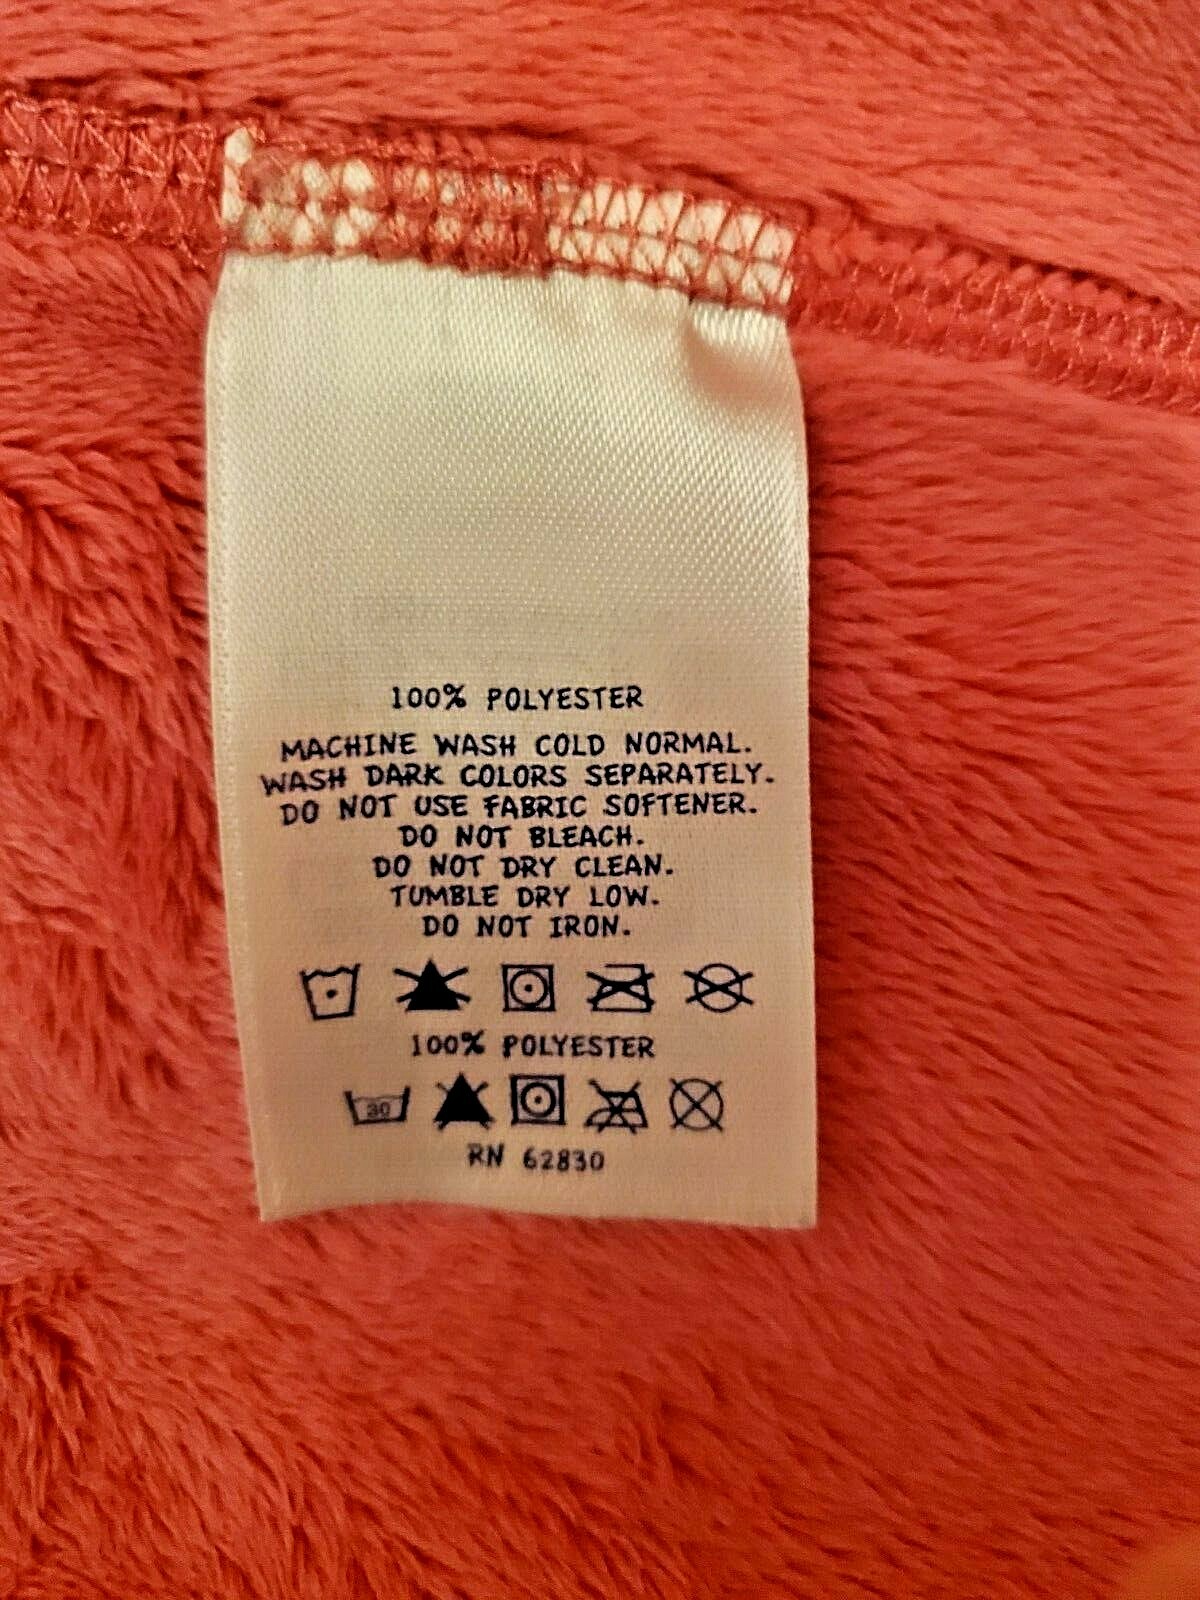 100% POLYESTER
MACHINE WASH COLD NORMAL.
WASH DARK COLORS SEPARATELY.
DO NOT USE FABRIC SOFTENER.
DO NOT BLEACH.
DO NOT DRY CLEAN.
TUMBLE DRY LOW.
DO NOT IRON.
100% POLYESTER
30
RN 62830